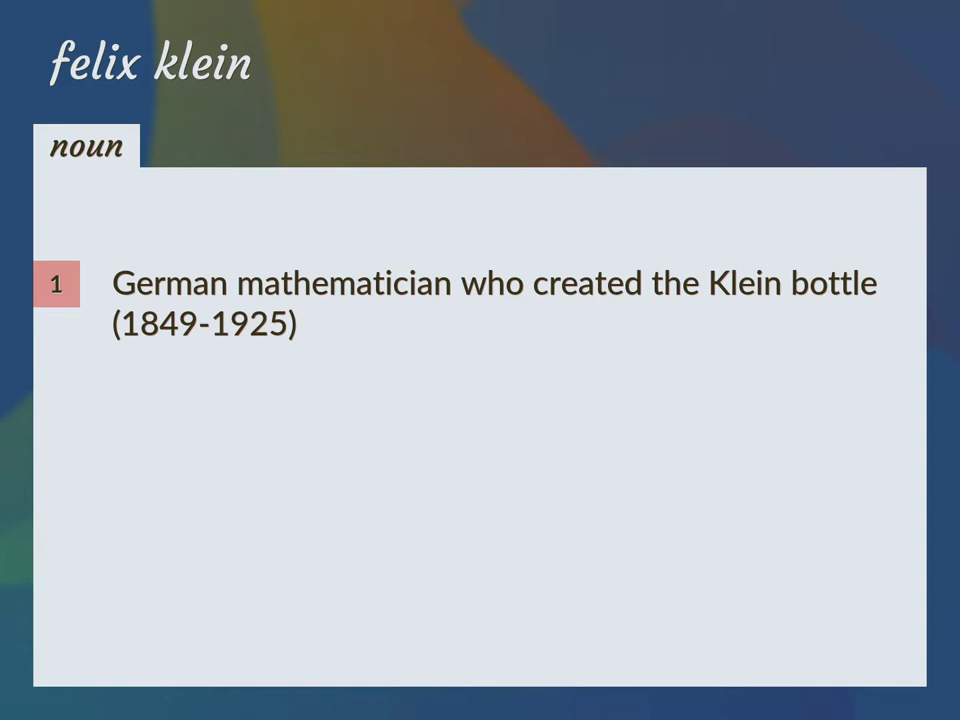 felix klein
noun
1 German mathematician who created the Klein bottle
(1849-1925)